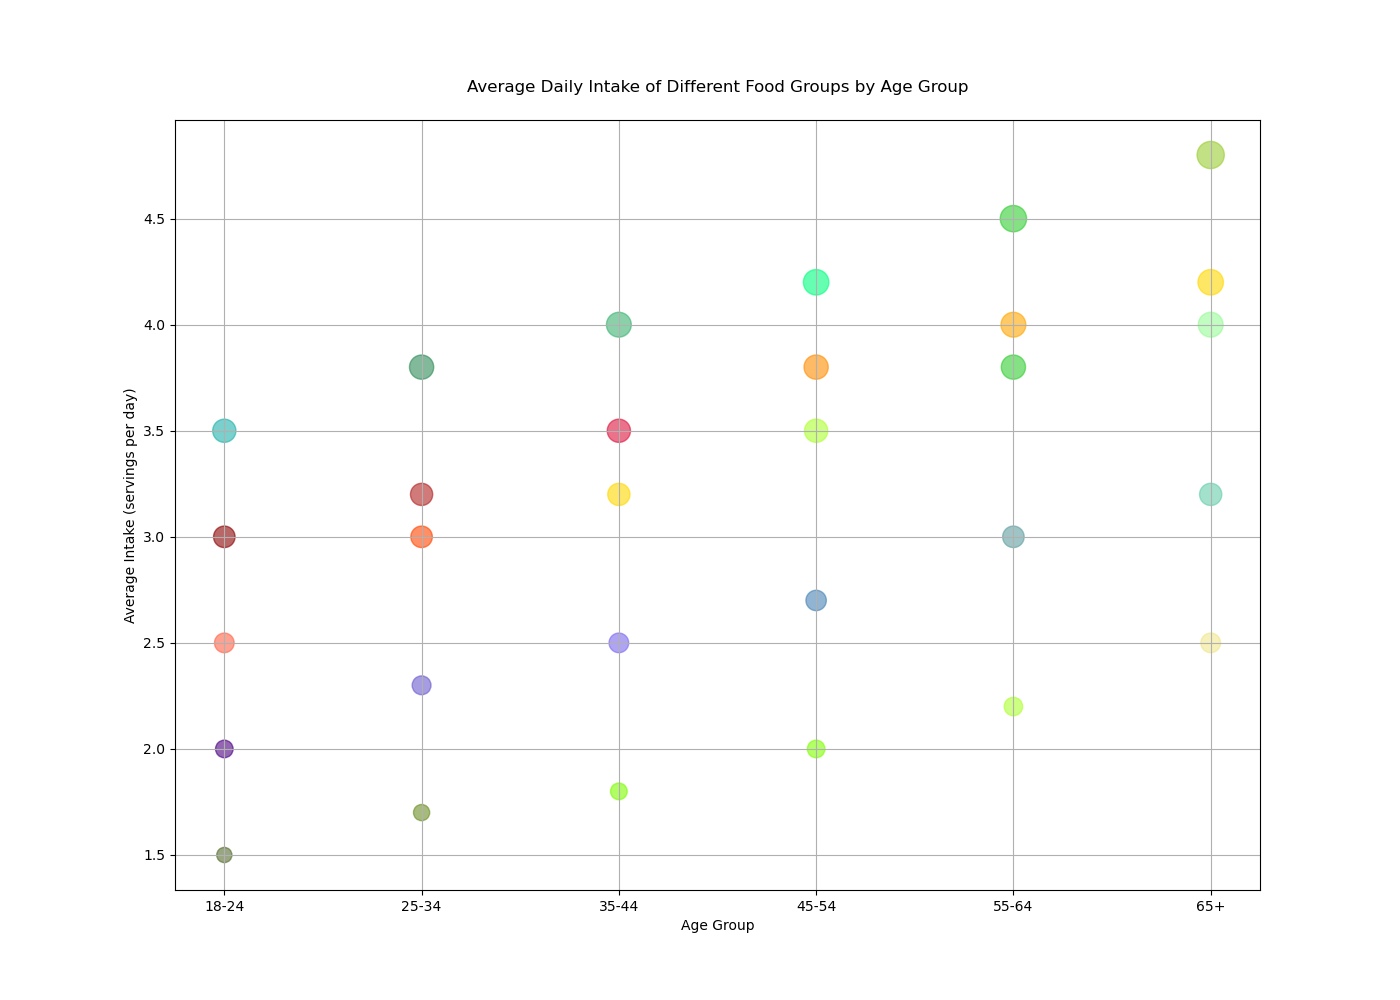 Average Daily Intake of Different Food Groups by Age Group
Average Intake (servings per day)
4.5
4.0
3.5
3.0
2.5
2.0
1.5
18-24 25-34 35-44 45-54 55-64 65+
Age Group